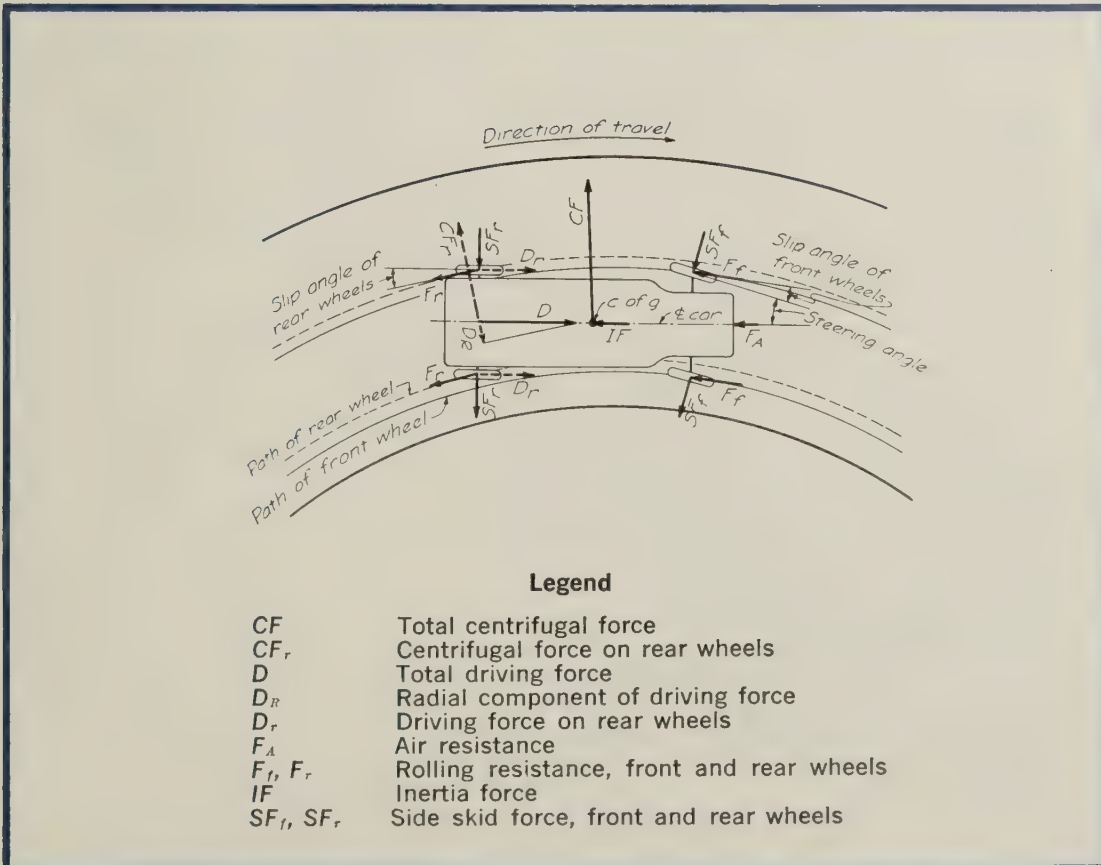 Direction of travel
CF
CFr
SFr
Dr
SFf
Ff
Slip angle of
front wheels
Slip angle of
rear wheels
Fr
D
c of g
℄ car
S
Steering angle
DR
IF
FA
Fr
SFr
Dr
SFf
Ff
Path of rear wheel
Path of front wheel
Legend
CF Total centrifugal force
CFr Centrifugal force on rear wheels
D Total driving force
DR Radial component of driving force
Dr Driving force on rear wheels
FA Air resistance
Ff, Fr Rolling resistance, front and rear wheels
IF Inertia force
SFf, SFr Side skid force, front and rear wheels